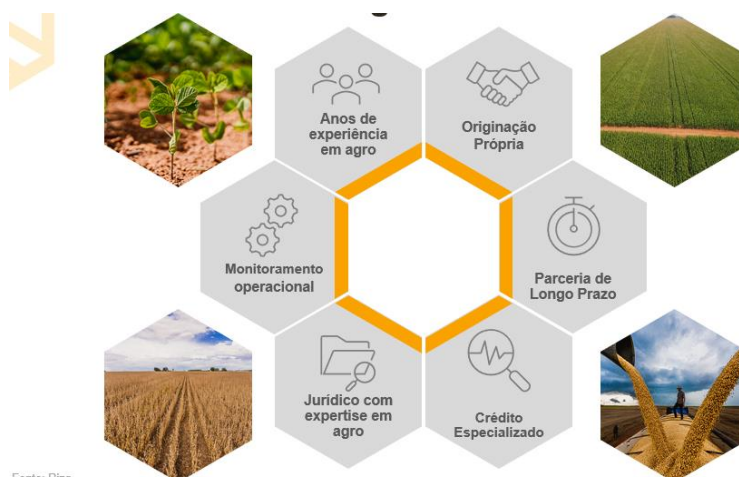 Anos de
experiência
em agro
Originação
Própria
Monitoramento
operacional
Parceria de
Longo Prazo
Jurídico com
expertise em
agro
Crédito
Especializado